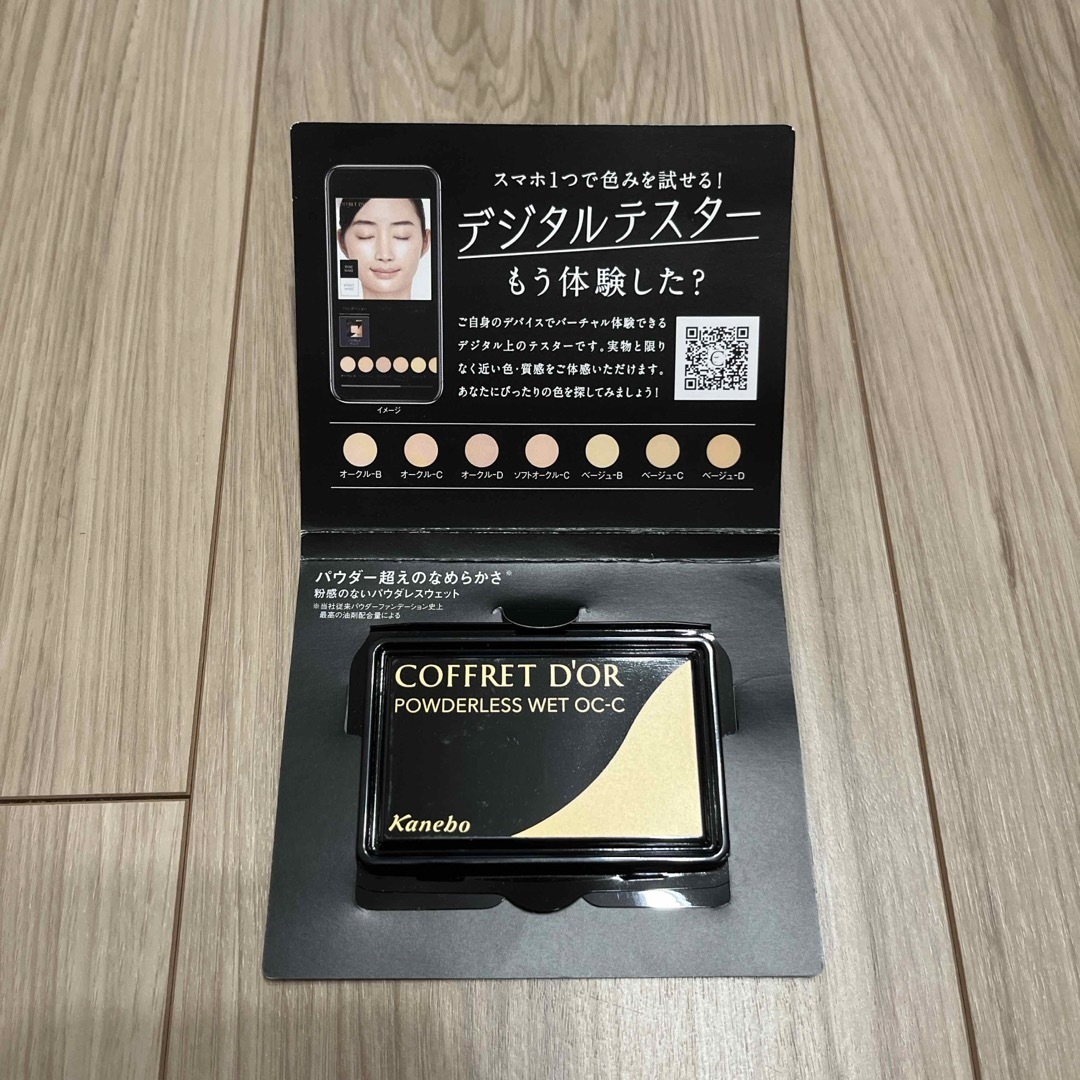 スマホ1つで色みを試せる!
デジタルテスター
もう体験した?
ご自身のデバイスでバーチャル体験できる
デジタル上のテスターです。実物と限り
なく近い色・質感をご体感いただけます。
あなたにぴったりの色を探してみましょう!
イメージ
オークル-B オークル-C オークル-D ソフトオークル-C ベージュ-B ベージュ-C ベージュ-D
パウダー超えのなめらかさ※
粉感のないパウダレスウェット
※当社従来パウダーファンデーション史上
最高の油剤配合量による
COFFRET D'OR
POWDERLESS WET OC-C
Kanebo